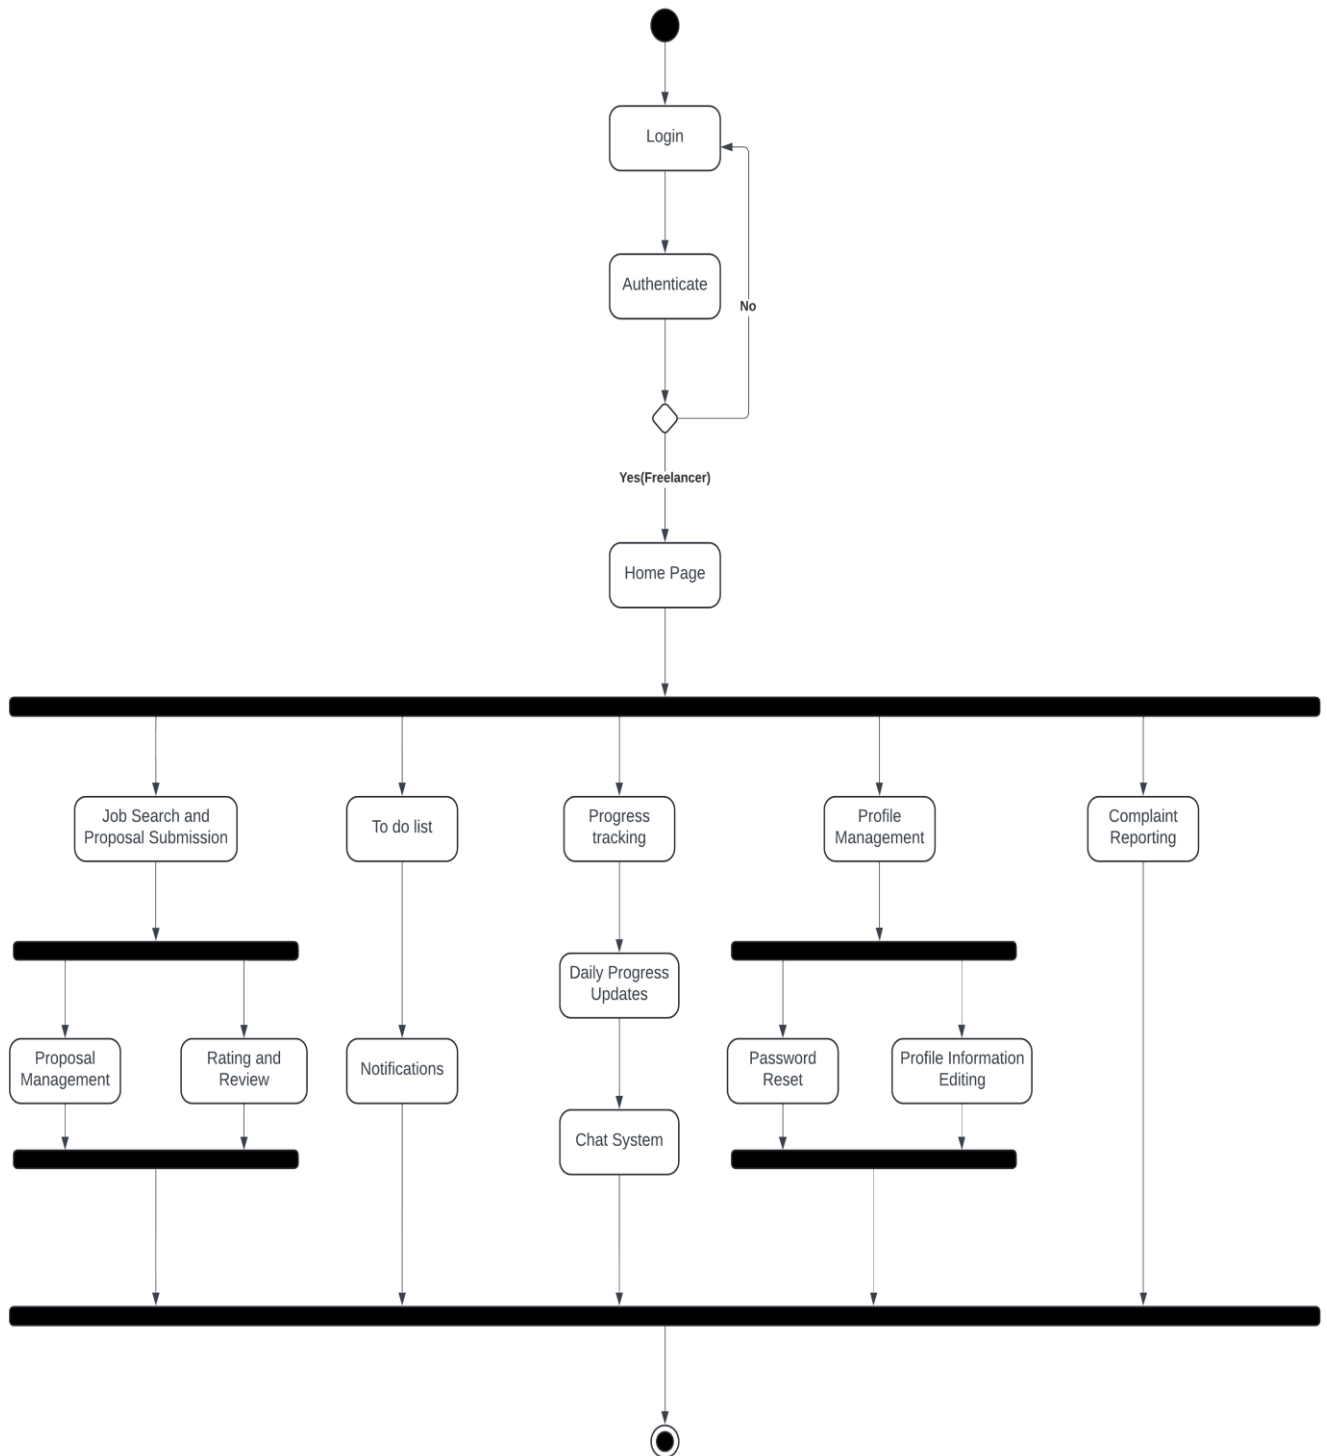 Login
Authenticate
No
Yes(Freelancer)
Home Page
Job Search and
Proposal Submission
To do list
Progress
tracking
Profile
Management
Complaint
Reporting
Daily Progress
Updates
Proposal
Management
Rating and
Review
Notifications
Password
Reset
Profile Information
Editing
Chat System